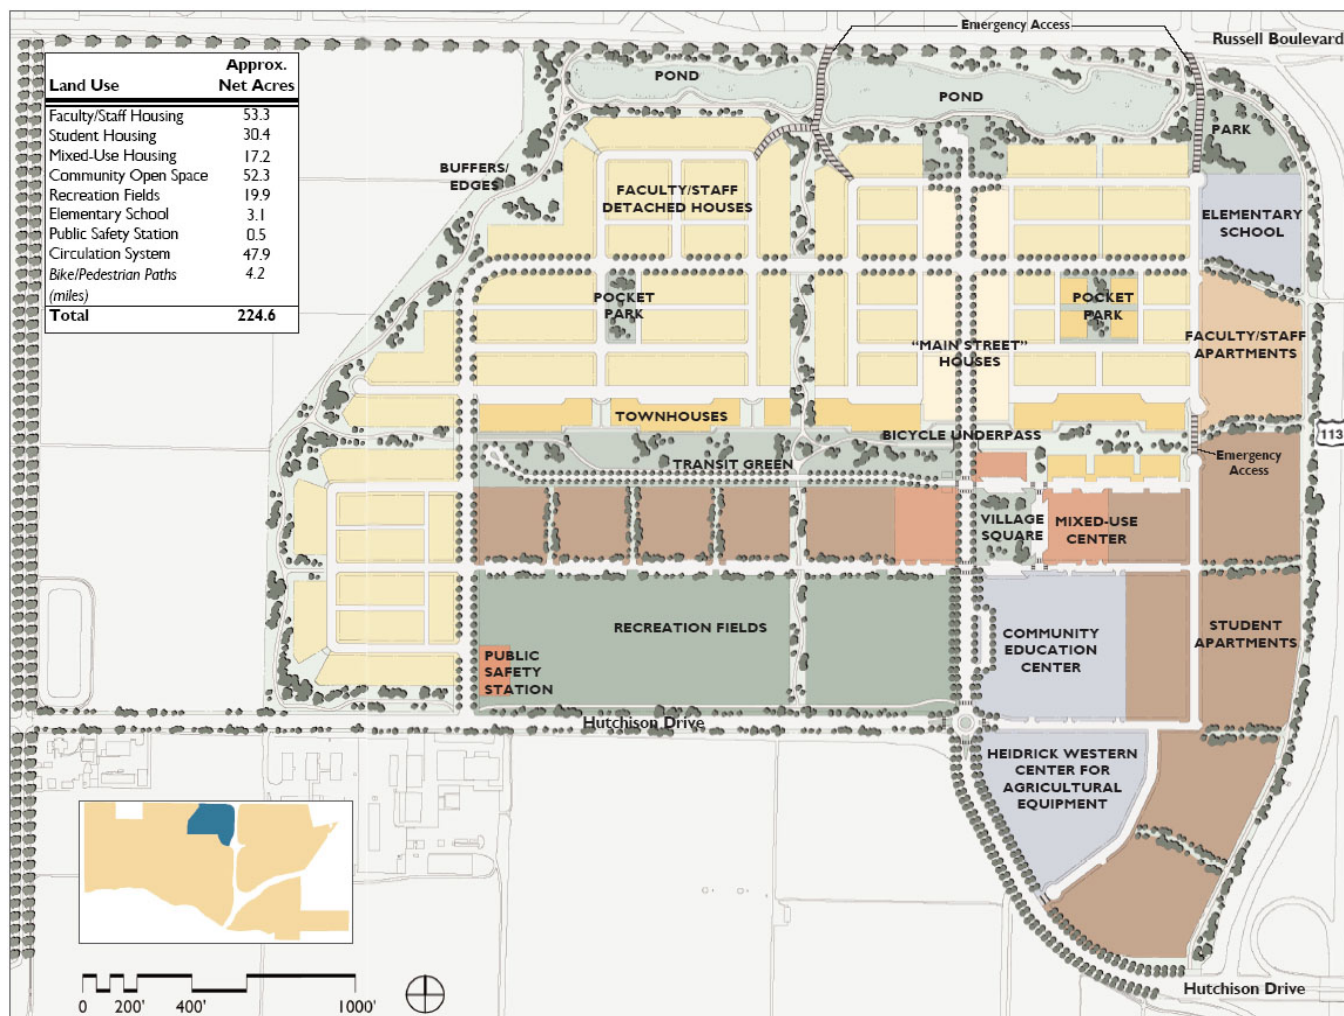 Emergency Access
Russell Boulevard
Approx.
Land Use Net Acres
Faculty/Staff Housing 53.3
Student Housing 30.4
Mixed-Use Housing 17.2
Community Open Space 52.3
Recreation Fields 19.9
Elementary School 3.1
Public Safety Station 0.5
Circulation System 47.9
Bike/Pedestrian Paths 4.2
(miles)
Total 224.6
POND
POND
PARK
BUFFERS/
EDGES
FACULTY/STAFF
DETACHED HOUSES
ELEMENTARY
SCHOOL
POCKET
PARK
POCKET
PARK
"MAIN STREET"
HOUSES
FACULTY/STAFF
APARTMENTS
TOWNHOUSES
BICYCLE UNDERPASS
113
TRANSIT GREEN
Emergency
Access
VILLAGE
SQUARE
MIXED-USE
CENTER
RECREATION FIELDS
COMMUNITY
EDUCATION
CENTER
STUDENT
APARTMENTS
PUBLIC
SAFETY
STATION
Hutchison Drive
HEIDRICK WESTERN
CENTER FOR
AGRICULTURAL
EQUIPMENT
0 200' 400' 1000'
Hutchison Drive